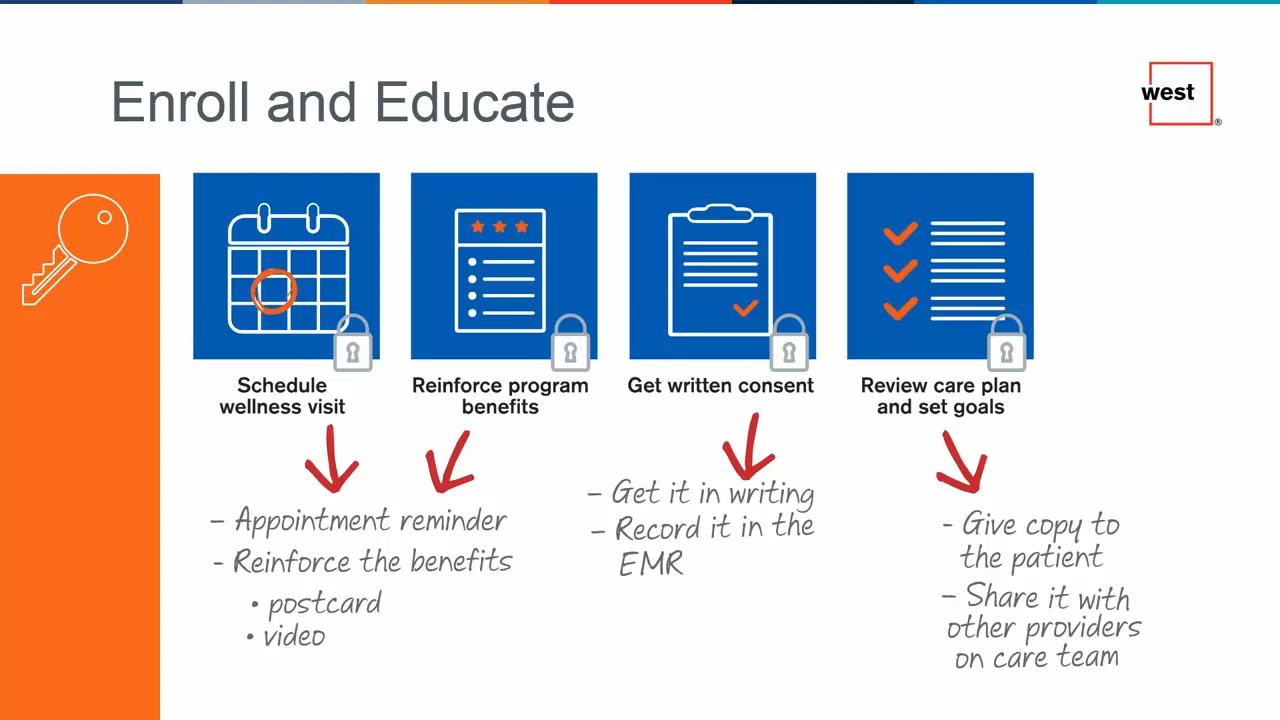 Enroll and Educate
west
®
Schedule
wellness visit
Reinforce program
benefits
Get written consent
Review care plan
and set goals
– Appointment reminder
- Reinforce the benefits
• postcard
• video
– Get it in writing
– Record it in the
EMR
- Give copy to
the patient
– Share it with
other providers
on care team